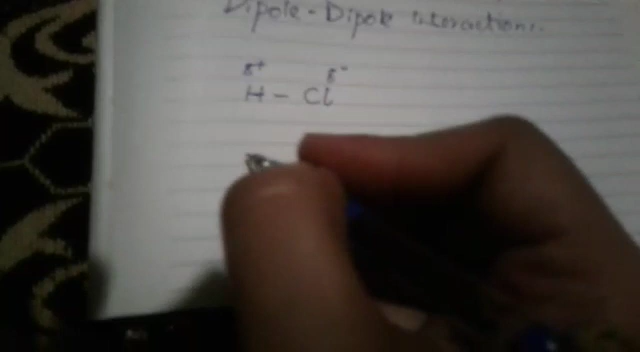 Dipole - Dipole interactions.
δ+ δ-
H - Cl